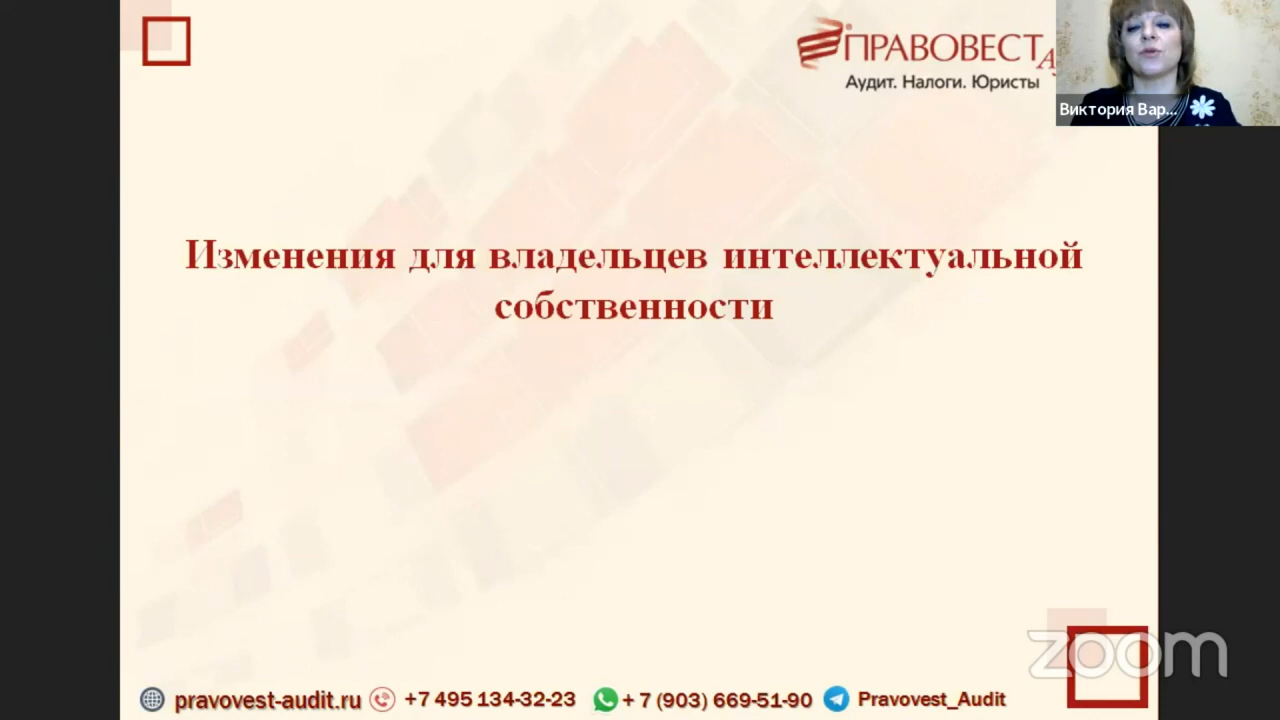 ПРАВОВЕСТ
Аудит. Налоги. Юристы
Виктория Вар...
Изменения для владельцев интеллектуальной
собственности
zoom
pravovest-audit.ru +7 495 134-32-23 + 7 (903) 669-51-90 Pravovest_Audit